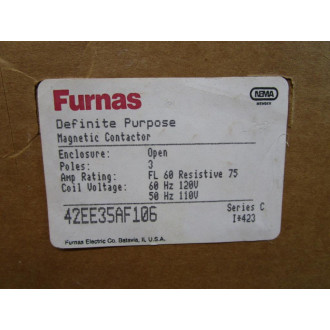 Furnas
NEMA
MEMBER
Definite Purpose
Magnetic Contactor
Enclosure: Open
Poles: 3
Amp Rating: FL 60 Resistive 75
Coil Voltage: 60 Hz 120V
50 Hz 110V
42EE35AF106
Series C
I#423
Furnas Electric Co. Batavia, IL U.S.A.